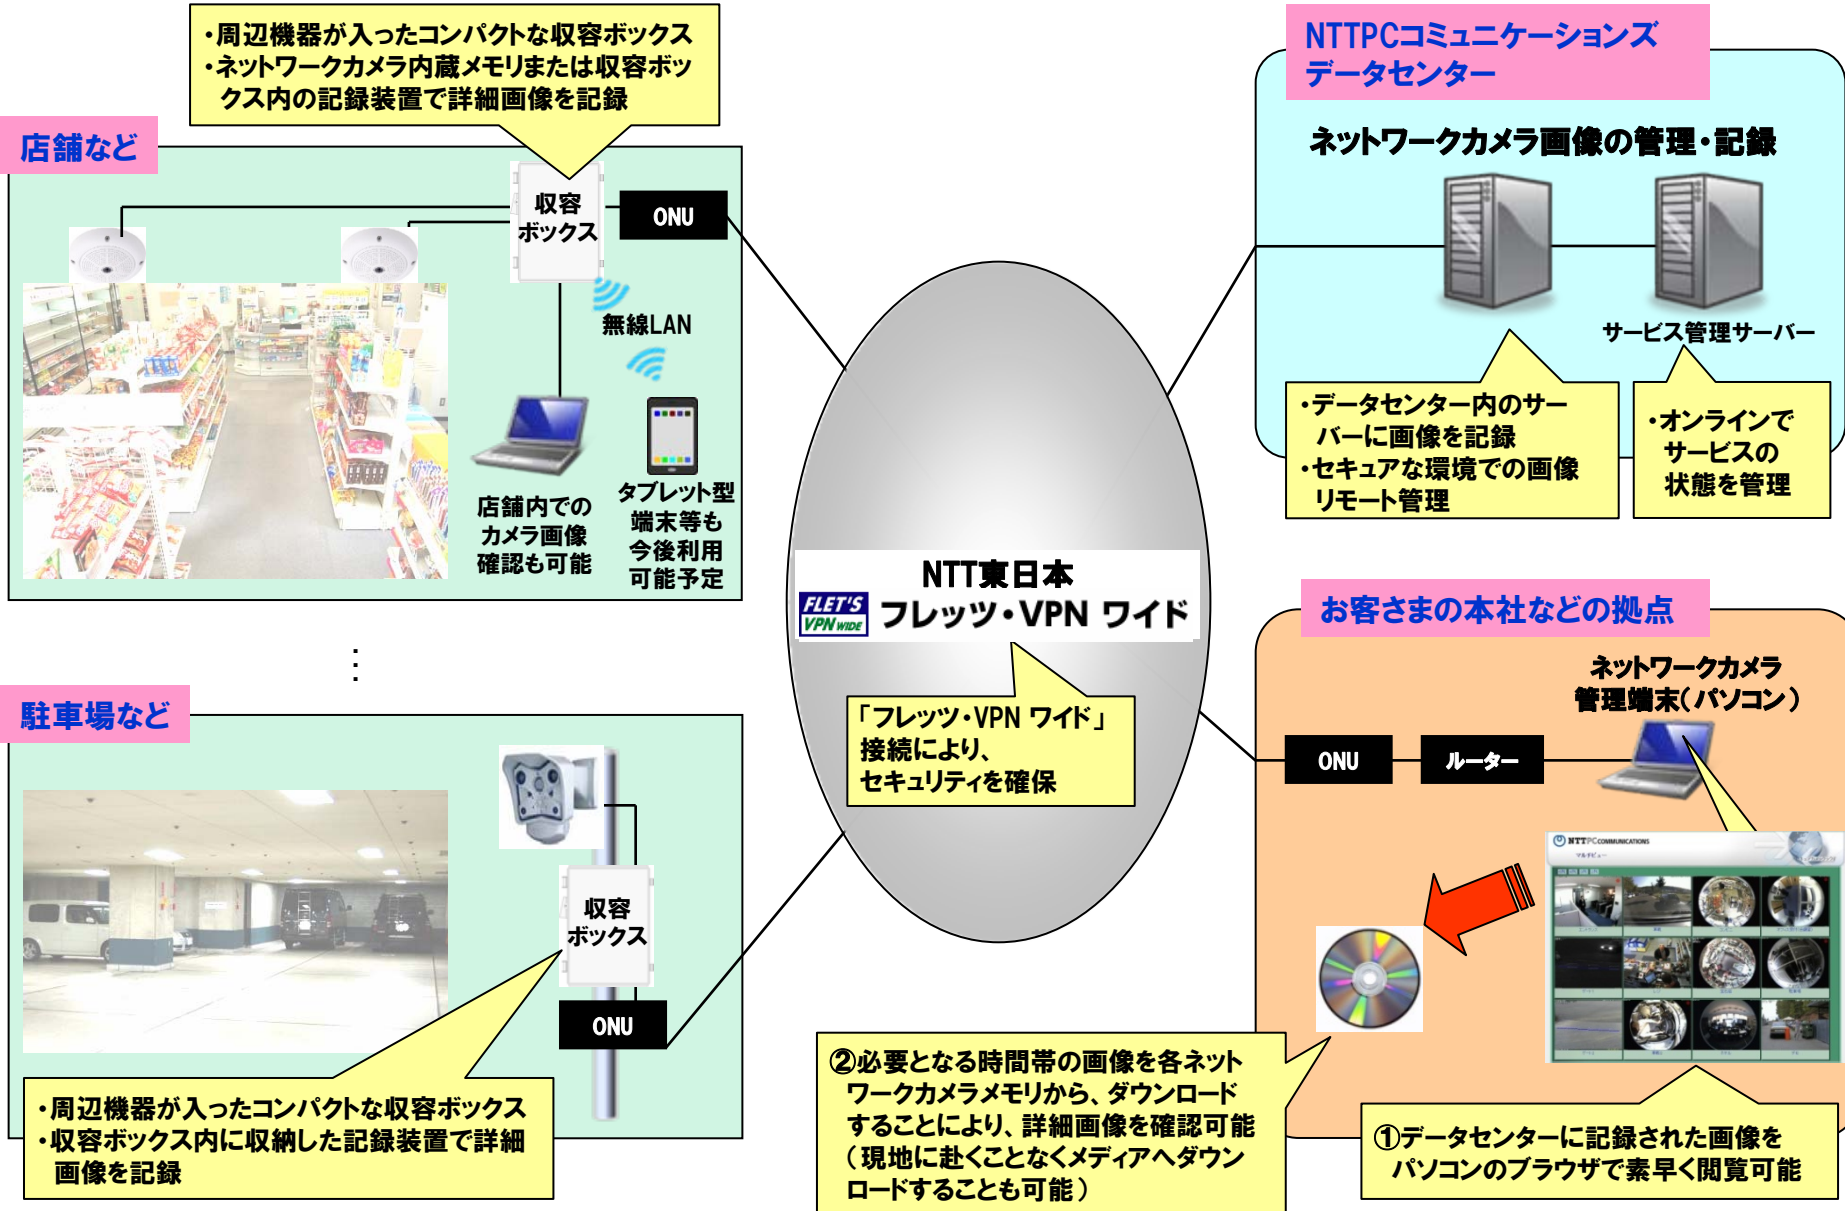 ・周辺機器が入ったコンパクトな収容ボックス
・ネットワークカメラ内蔵メモリまたは収容ボッ
クス内の記録装置で詳細画像を記録
店舗など
収容
ボックス
ONU
無線LAN
店舗内での
カメラ画像
確認も可能
タブレット型
端末等も
今後利用
可能予定
駐車場など
収容
ボックス
ONU
・周辺機器が入ったコンパクトな収容ボックス
・収容ボックス内に収納した記録装置で詳細
画像を記録
NTT東日本
FLET'S
VPN WIDE
フレッツ・VPN ワイド
「フレッツ・VPN ワイド」
接続により、
セキュリティを確保
NTTPCコミュニケーションズ
データセンター
ネットワークカメラ画像の管理・記録
サービス管理サーバー
・データセンター内のサー
バーに画像を記録
・セキュアな環境での画像
リモート管理
・オンラインで
サービスの
状態を管理
お客さまの本社などの拠点
ネットワークカメラ
管理端末(パソコン)
ONU
ルーター
NTTPCCOMMUNICATIONS
マルチビュー
②必要となる時間帯の画像を各ネット
ワークカメラメモリから、ダウンロード
することにより、詳細画像を確認可能
(現地に赴くことなくメディアへダウン
ロードすることも可能)
①データセンターに記録された画像を
パソコンのブラウザで素早く閲覧可能